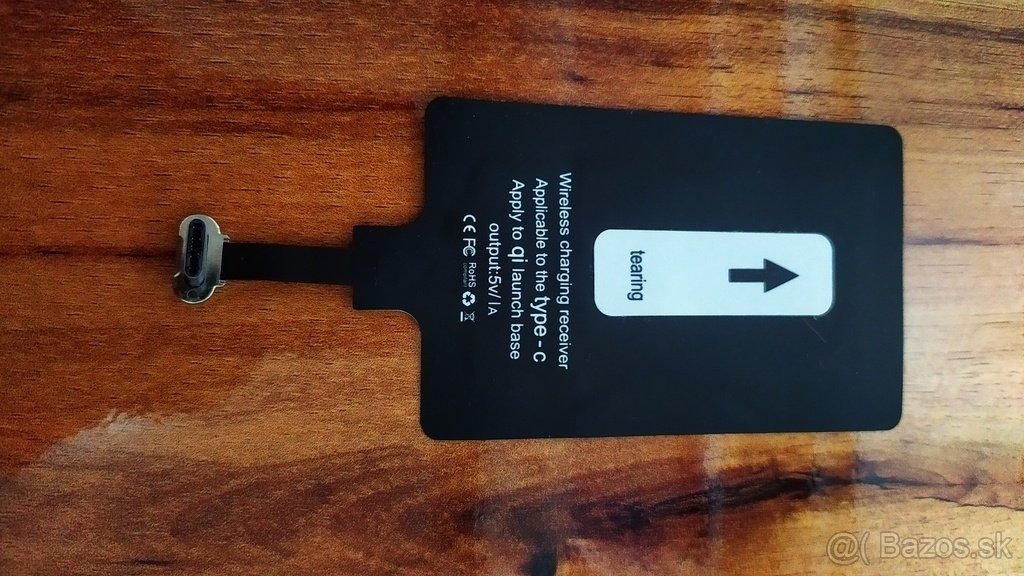 Wireless charging receiver
Applicable to the type-c
Apply to qi launch base
output:5v/1A
CE FC RoHS
tearing
@( Bazos.sk